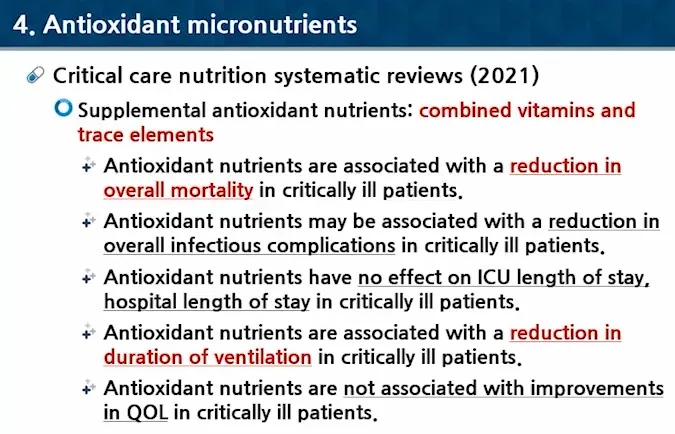 4. Antioxidant micronutrients
Critical care nutrition systematic reviews (2021)
Supplemental antioxidant nutrients: combined vitamins and
trace elements
Antioxidant nutrients are associated with a reduction in
overall mortality in critically ill patients.
Antioxidant nutrients may be associated with a reduction in
overall infectious complications in critically ill patients.
Antioxidant nutrients have no effect on ICU length of stay,
hospital length of stay in critically ill patients.
Antioxidant nutrients are associated with a reduction in
duration of ventilation in critically ill patients.
Antioxidant nutrients are not associated with improvements
in QOL in critically ill patients.